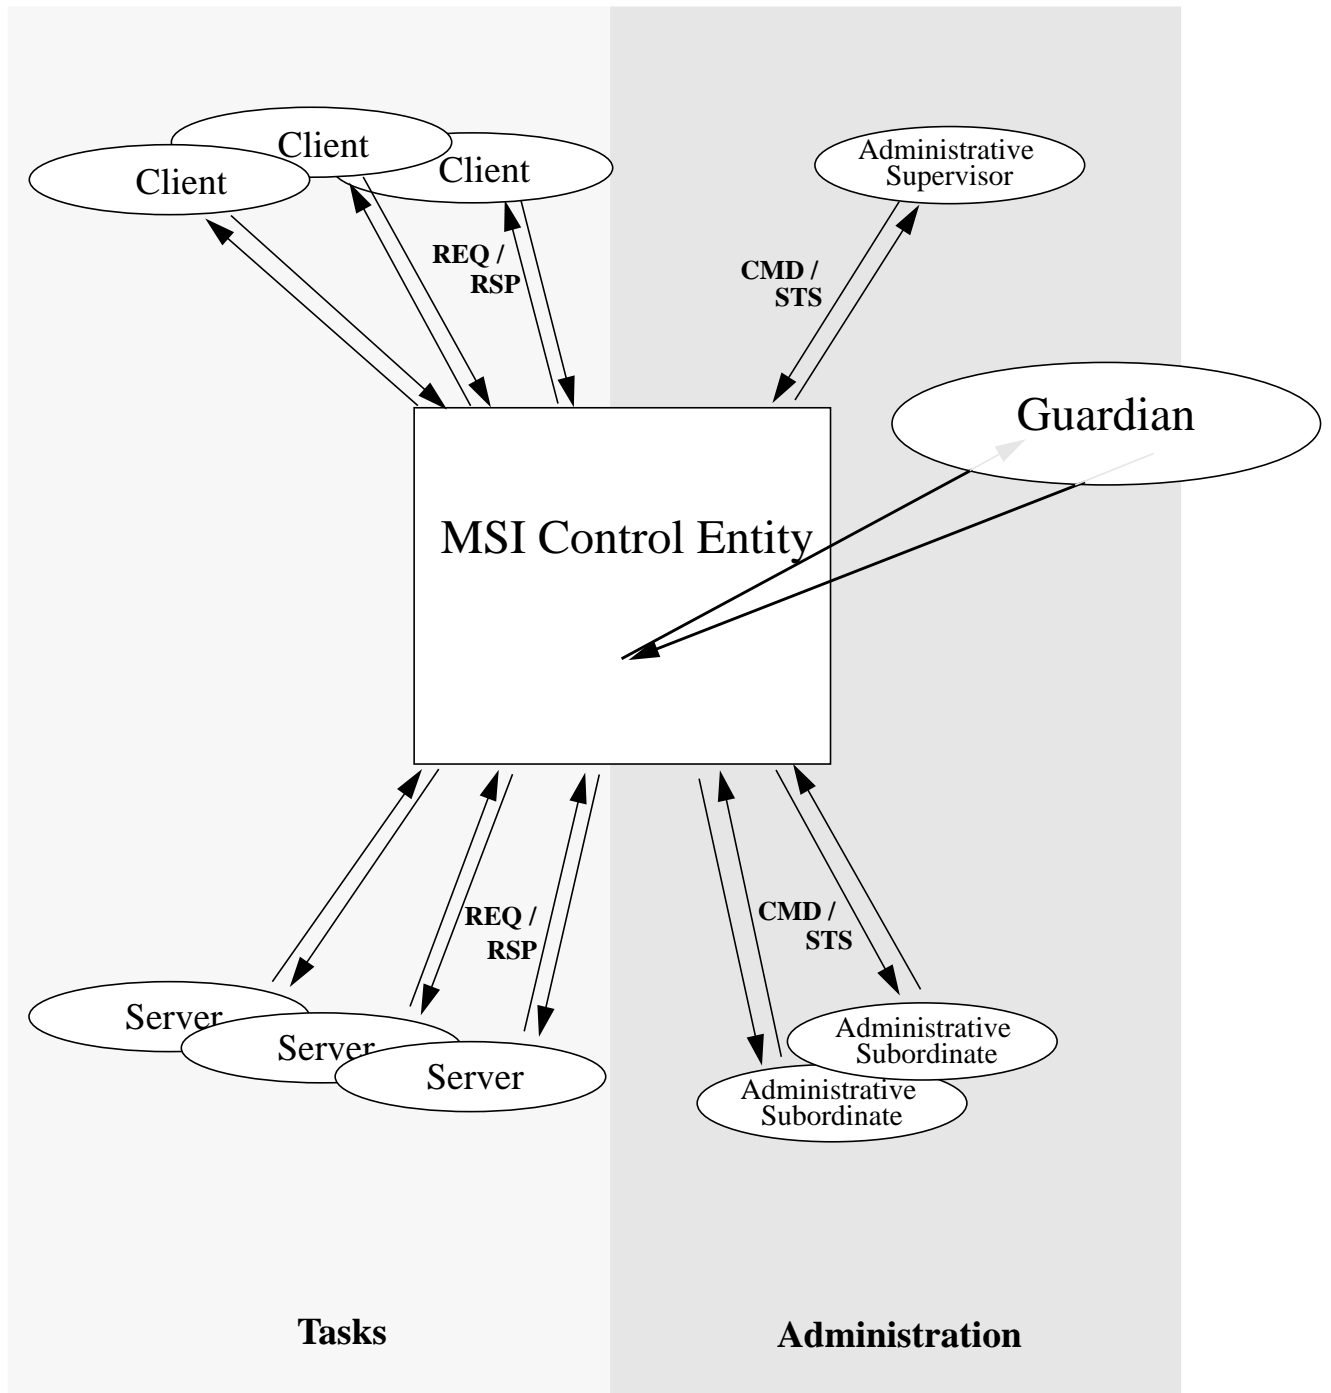 Client
Client
Client
Administrative
Supervisor
REQ /
RSP
CMD /
STS
Guardian
MSI Control Entity
REQ /
RSP
CMD /
STS
Server
Server
Server
Administrative
Subordinate
Administrative
Subordinate
Tasks
Administration